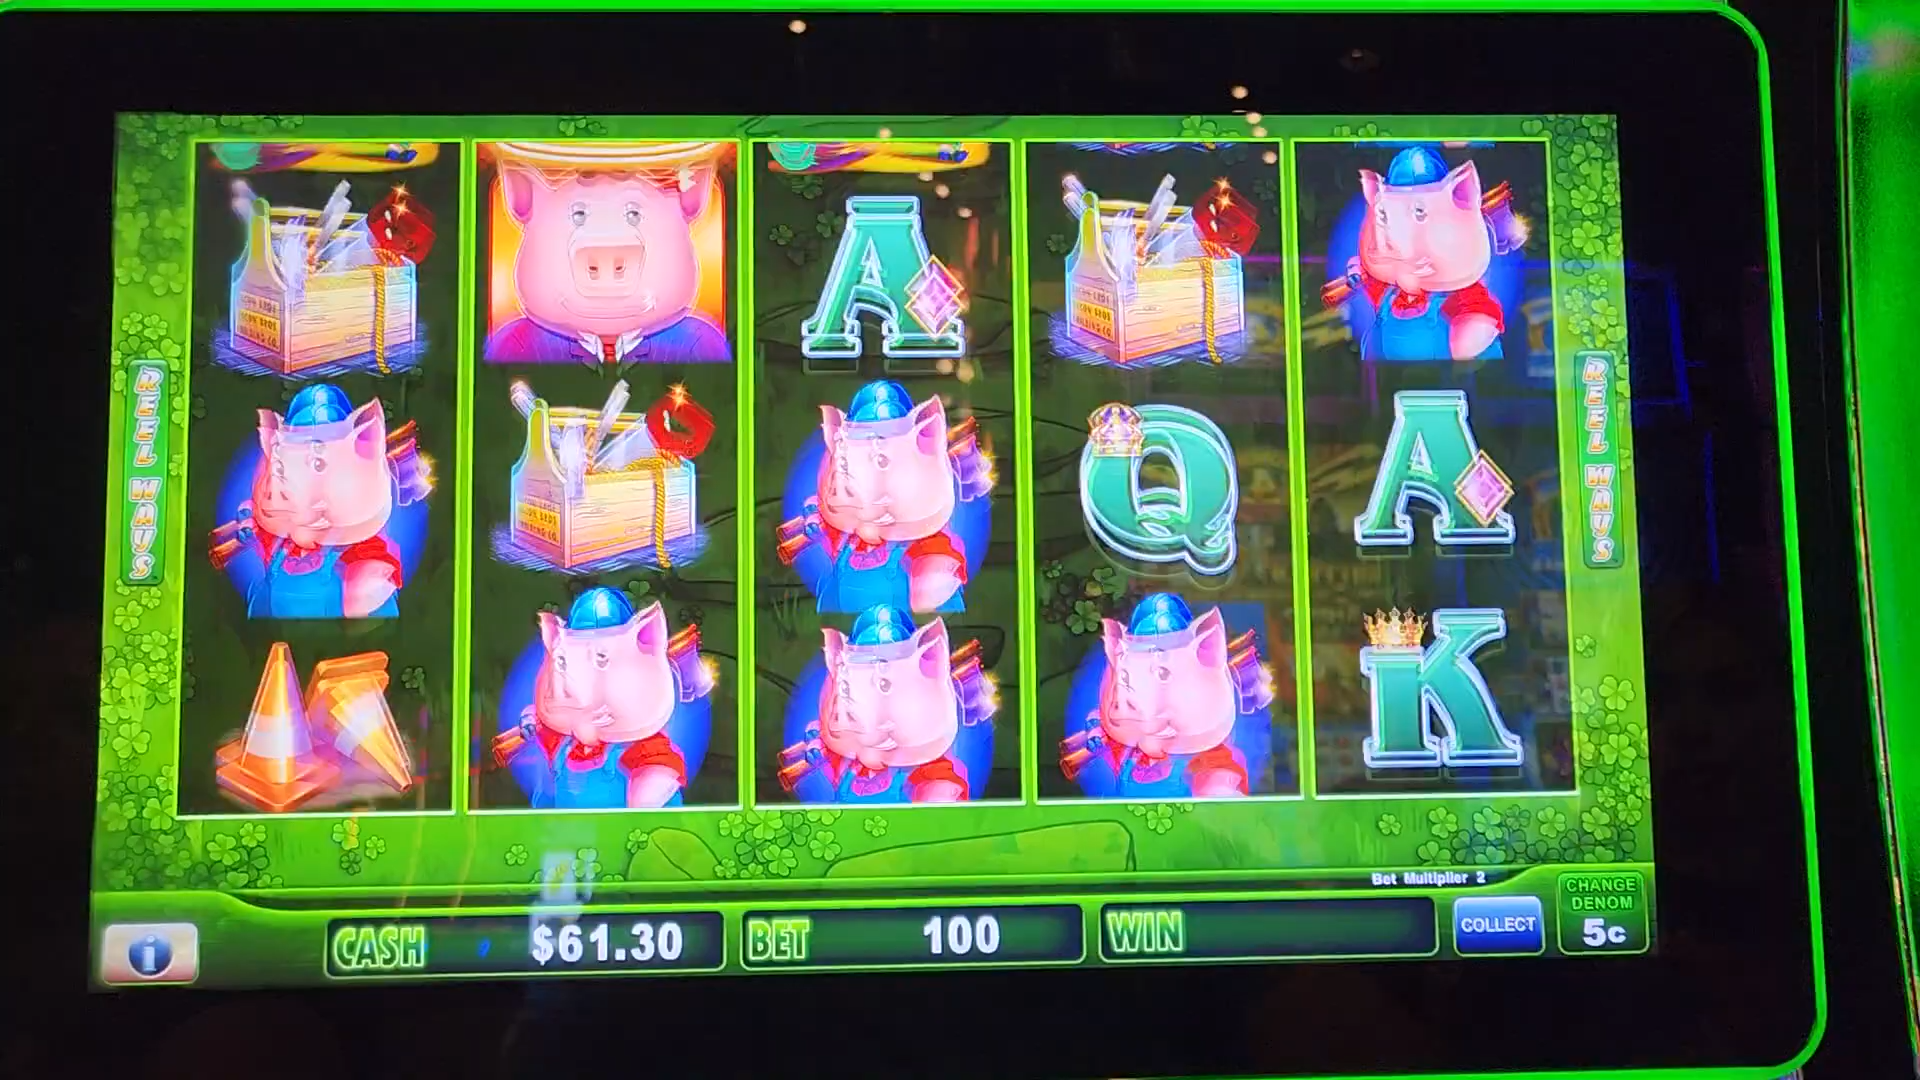 A
Q
A
K
REEL WAYS
REEL WAYS
Bet Multiplier 2
CASH $61.30
BET 100
WIN
COLLECT
CHANGE
DENOM
5c
i